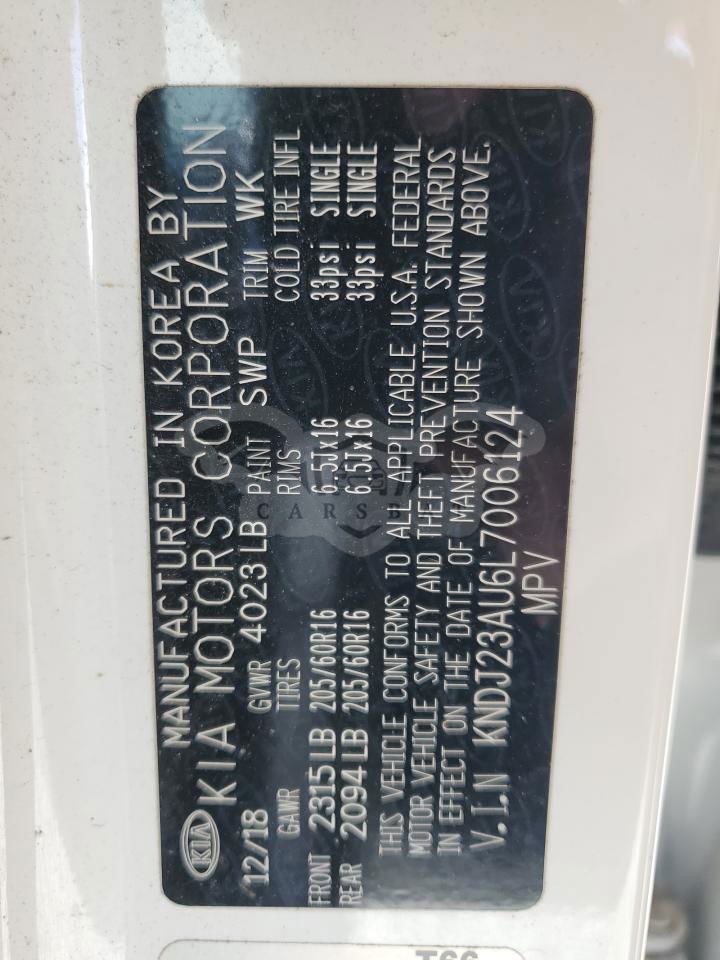 KIA
MANUFACTURED IN KOREA BY
KIA MOTORS CORPORATION
12/18 GVWR 4023LB PAINT SWP TRIM WK
GAWR TIRES RIMS COLD TIRE INFL
FRONT 2315LB 205/60R16 6.5Jx16 33psi SINGLE
REAR 2094LB 205/60R16 6.5Jx16 33psi SINGLE
THIS VEHICLE CONFORMS TO ALL APPLICABLE U.S.A. FEDERAL
MOTOR VEHICLE SAFETY AND THEFT PREVENTION STANDARDS
IN EFFECT ON THE DATE OF MANUFACTURE SHOWN ABOVE.
V.I.N KNDJ23AU6L7006124
MPV